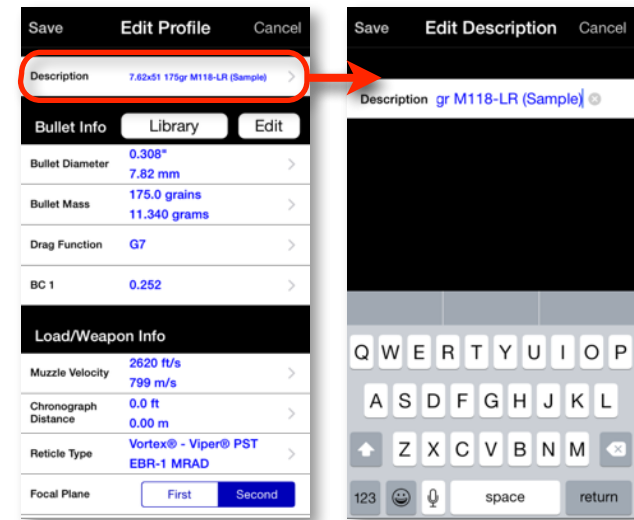 Save Edit Profile Cancel
Description 7.62x51 175gr M118-LR (Sample)
Bullet Info Library Edit
Bullet Diameter 0.308"
7.82 mm
Bullet Mass 175.0 grains
11.340 grams
Drag Function G7
BC 1 0.252
Load/Weapon Info
Muzzle Velocity 2620 ft/s
799 m/s
Chronograph Distance 0.0 ft
0.00 m
Reticle Type Vortex® - Viper® PST
EBR-1 MRAD
Focal Plane First Second
Save Edit Description Cancel
Description gr M118-LR (Sample)
Q W E R T Y U I O P
A S D F G H J K L
Z X C V B N M
123 space return